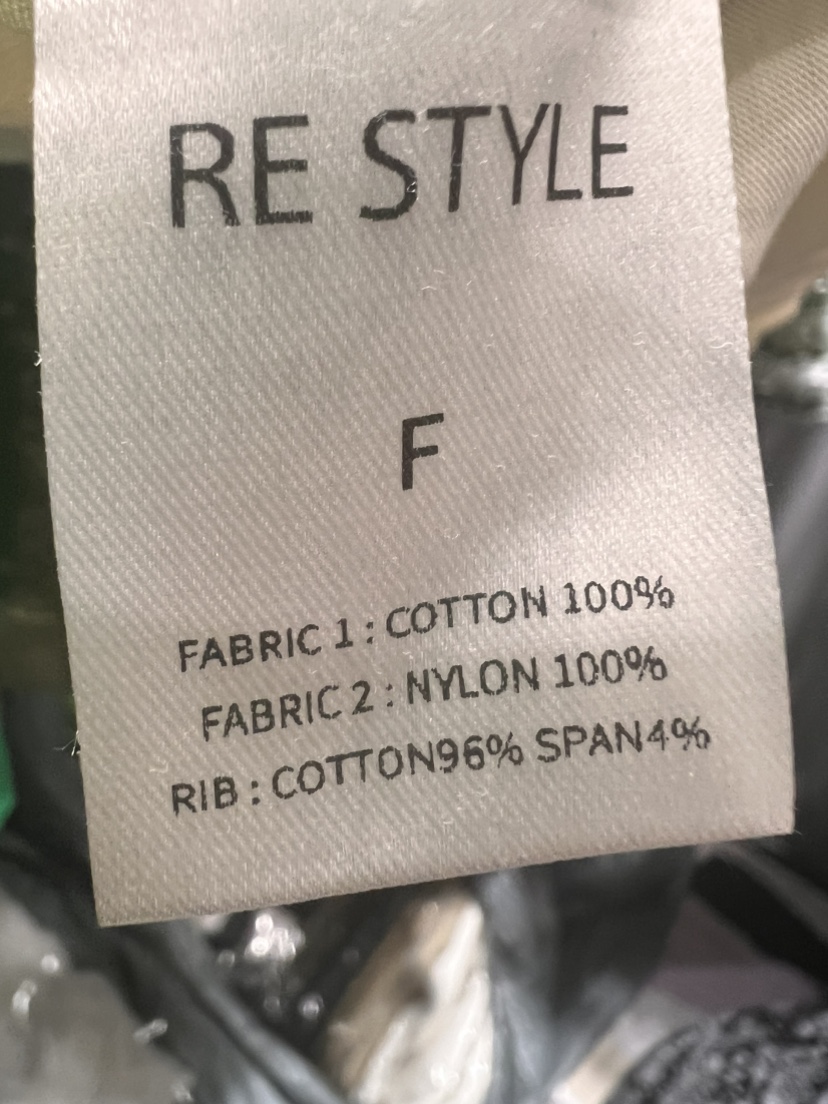 RE STYLE
F
FABRIC 1 : COTTON 100%
FABRIC 2 : NYLON 100%
RIB : COTTON96% SPAN4%